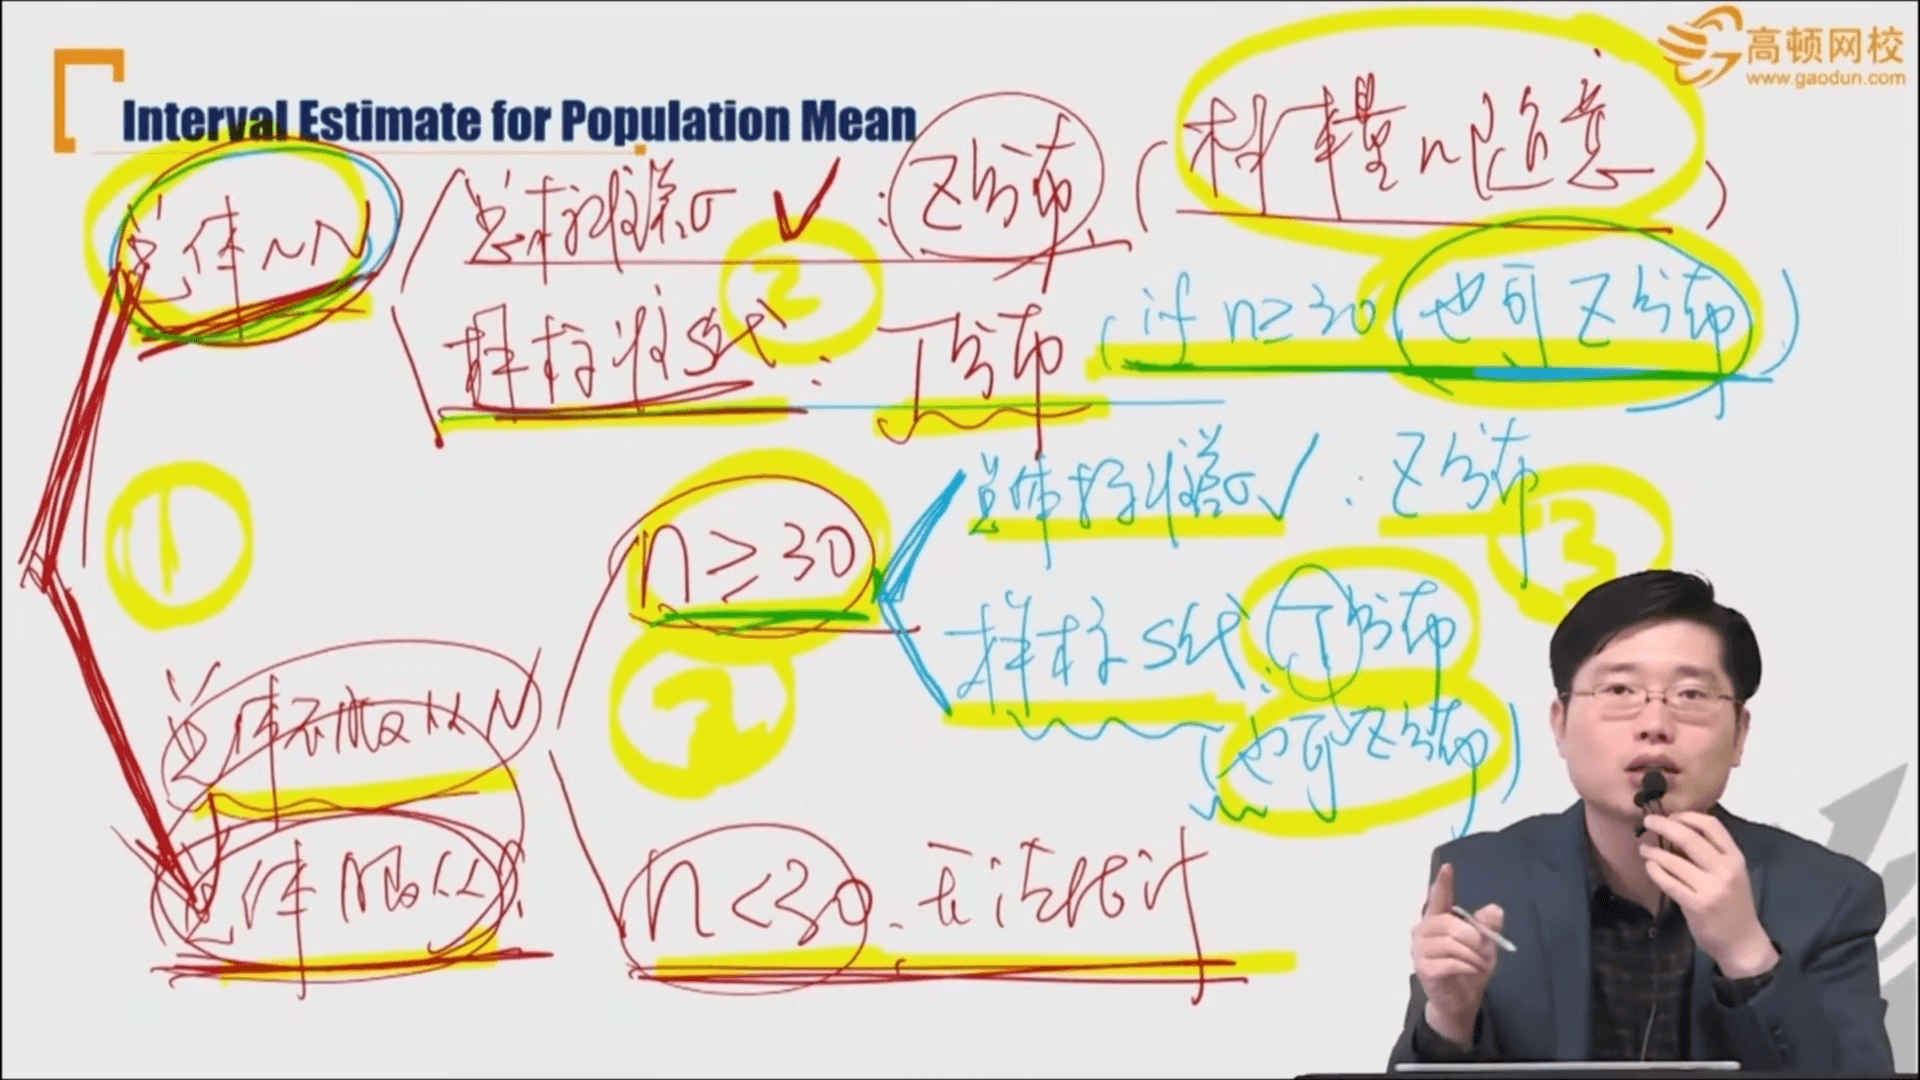 高顿网校
www.gaodun.com
Interval Estimate for Population Mean
总体~N
总体标准差σ ✓ : Z分布 (样本量n随意)
样本标准差S代 : T分布 (if n≥30 也可Z分布)
①
②
n≥30
总体标准差σ✓ : Z分布
③
样本S代: T分布
(也可Z分布)
②
总体不服从N
总体服从
n<30、无法估计